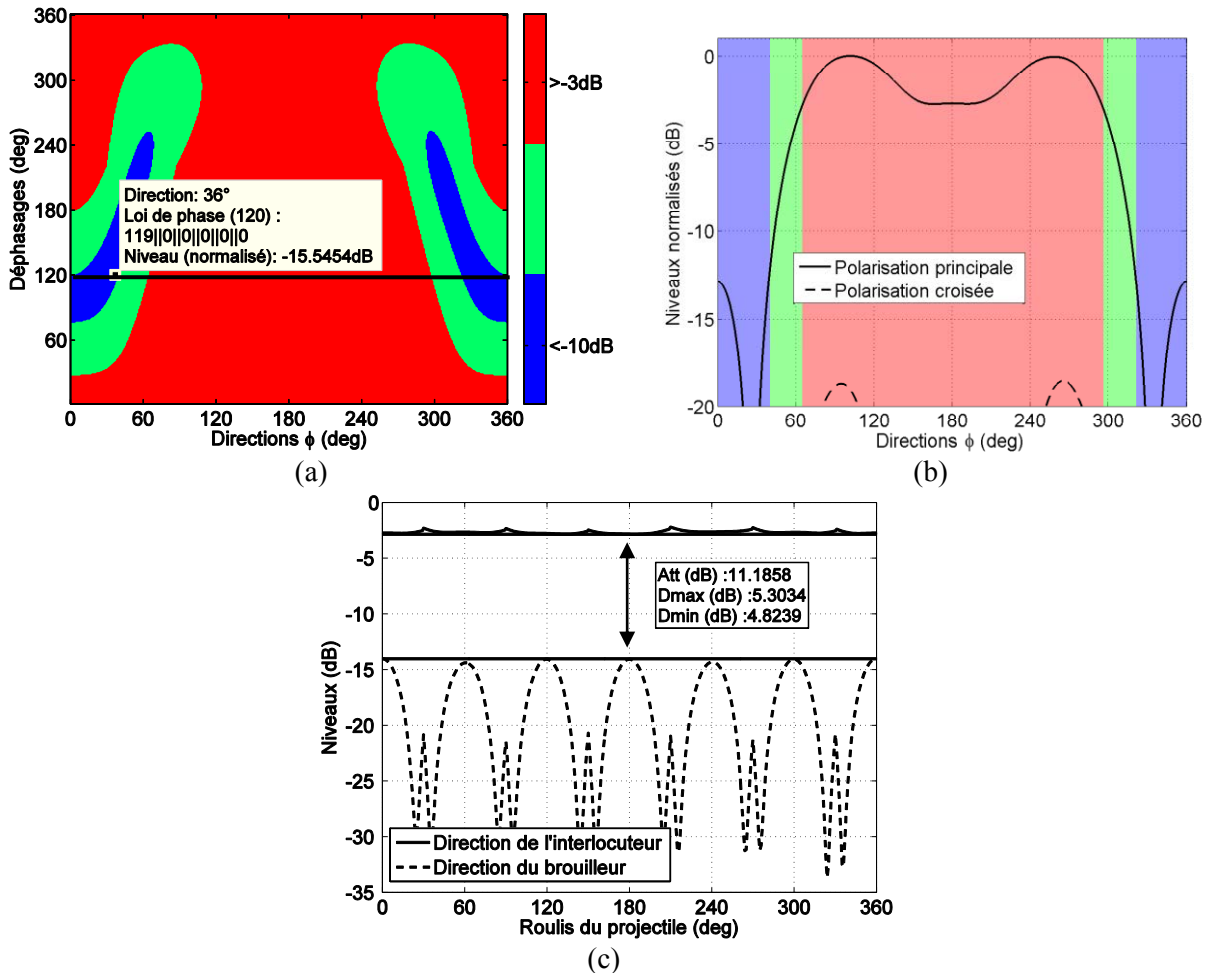 360
300
240
180
120
60
Déphasages (deg)
0
60
120
180
240
300
360
Directions ϕ (deg)
Direction: 36°
Loi de phase (120) :
119||0||0||0||0||0
Niveau (normalisé): -15.5454dB
>-3dB
<-10dB
(a)
0
-5
-10
-15
-20
Niveaux normalisés (dB)
Polarisation principale
Polarisation croisée
0
60
120
180
240
300
360
Directions ϕ (deg)
(b)
0
-5
-10
-15
-20
-25
-30
-35
Niveaux (dB)
Att (dB) :11.1858
Dmax (dB) :5.3034
Dmin (dB) :4.8239
Direction de l'interlocuteur
Direction du brouilleur
0
60
120
180
240
300
360
Roulis du projectile (deg)
(c)